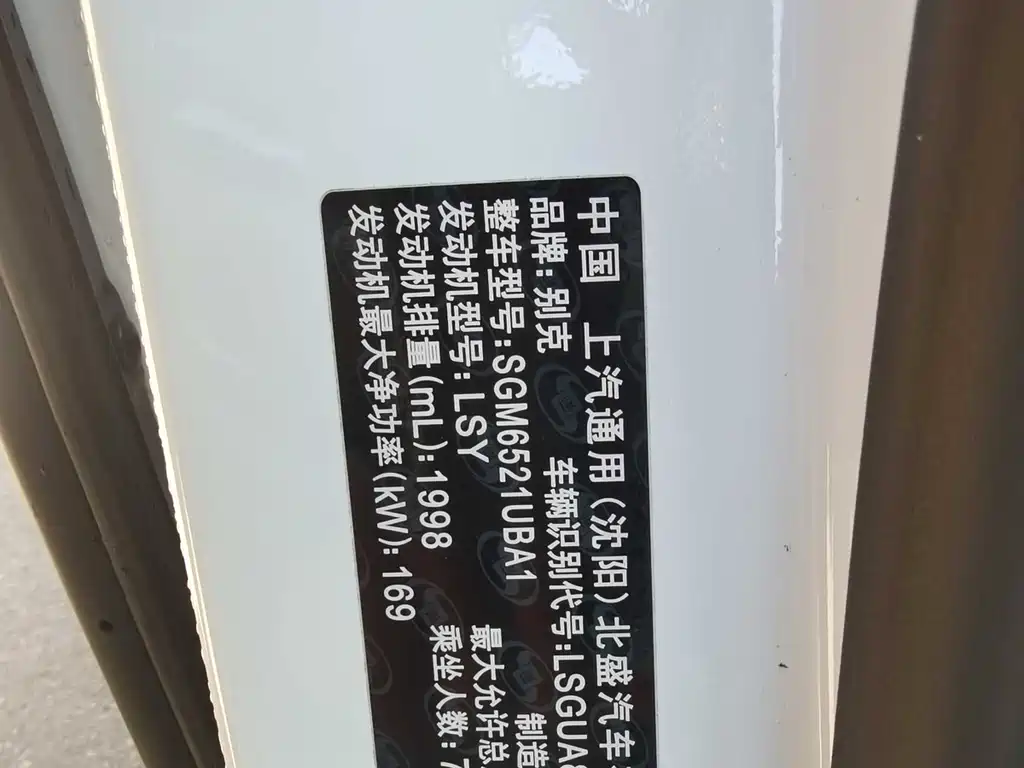 中国 上汽通用(沈阳)北盛汽车
品牌:别克 车辆识别代号:LSGUA8
整车型号:SGM6521UBA1 制造
发动机型号:LSY 最大允许总
发动机排量(mL):1998 乘坐人数:7
发动机最大净功率(kW):169